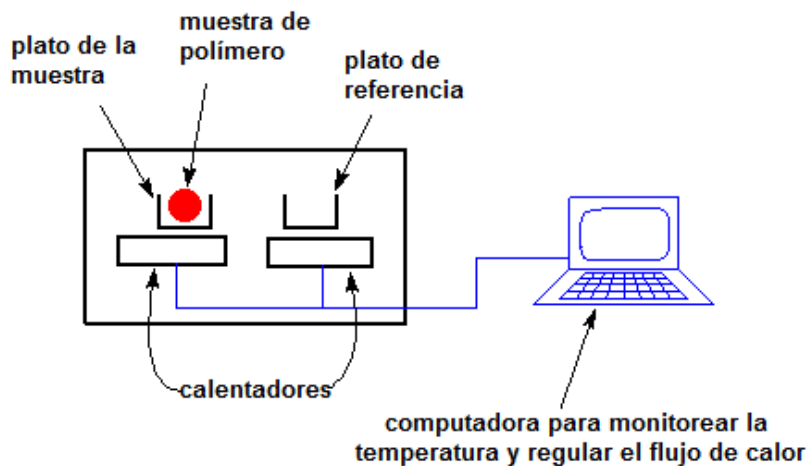 plato de la
muestra
muestra de
polímero
plato de
referencia
calentadores
computadora para monitorear la
temperatura y regular el flujo de calor